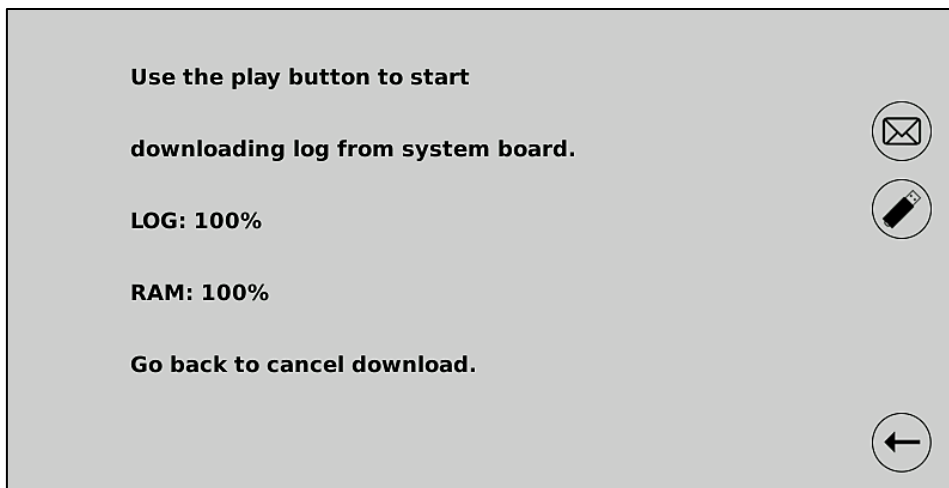 Use the play button to start
downloading log from system board.
LOG: 100%
RAM: 100%
Go back to cancel download.